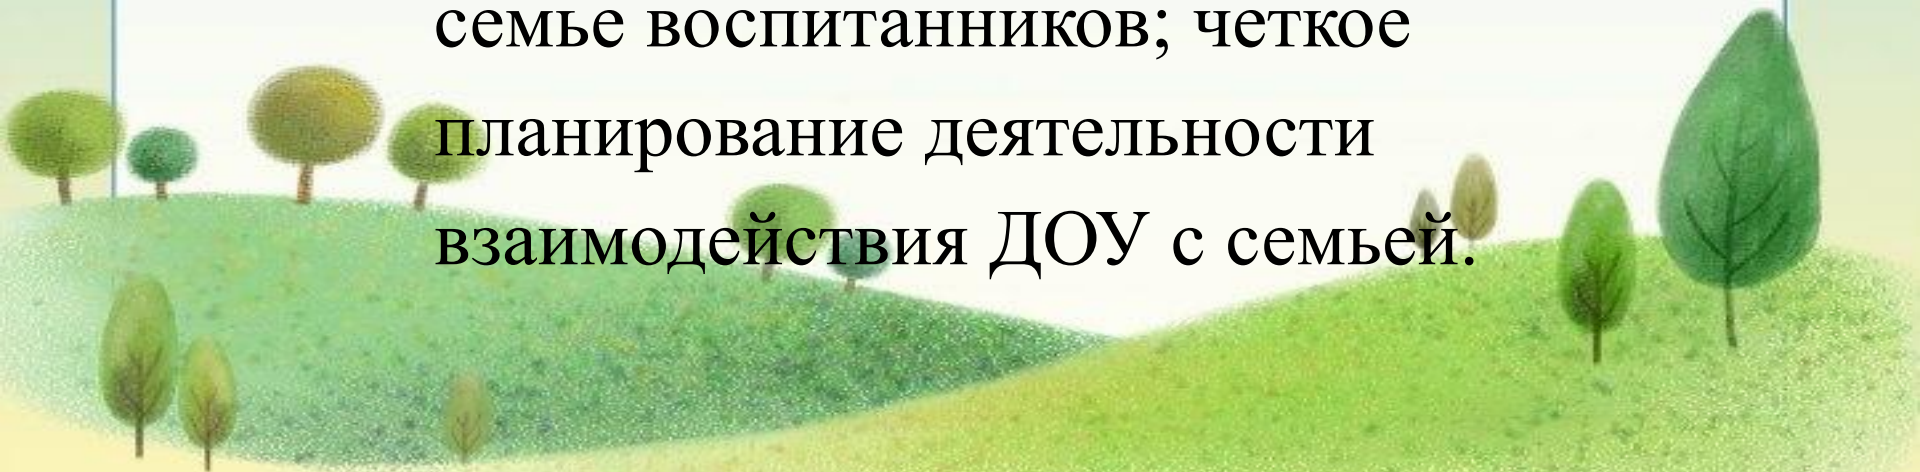 семье воспитанников; четкое
планирование деятельности
взаимодействия ДОУ с семьей.